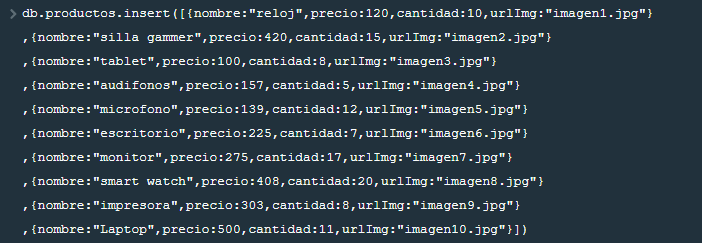 > db.productos.insert([{nombre:"reloj",precio:120,cantidad:10,urlImg:"imagen1.jpg"}
,{nombre:"silla gammer",precio:420,cantidad:15,urlImg:"imagen2.jpg"}
,{nombre:"tablet",precio:100,cantidad:8,urlImg:"imagen3.jpg"}
,{nombre:"audifonos",precio:157,cantidad:5,urlImg:"imagen4.jpg"}
,{nombre:"microfono",precio:139,cantidad:12,urlImg:"imagen5.jpg"}
,{nombre:"escritorio",precio:225,cantidad:7,urlImg:"imagen6.jpg"}
,{nombre:"monitor",precio:275,cantidad:17,urlImg:"imagen7.jpg"}
,{nombre:"smart watch",precio:408,cantidad:20,urlImg:"imagen8.jpg"}
,{nombre:"impresora",precio:303,cantidad:8,urlImg:"imagen9.jpg"}
,{nombre:"Laptop",precio:500,cantidad:11,urlImg:"imagen10.jpg"}])